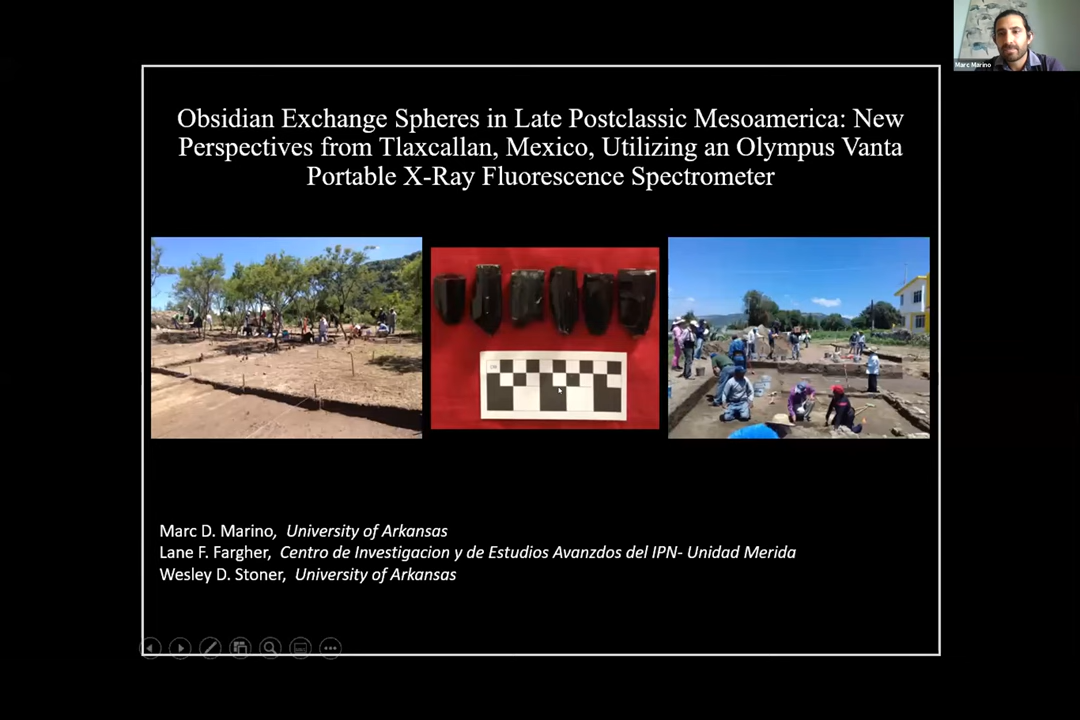 Marc Marino
Obsidian Exchange Spheres in Late Postclassic Mesoamerica: New
Perspectives from Tlaxcallan, Mexico, Utilizing an Olympus Vanta
Portable X-Ray Fluorescence Spectrometer
Marc D. Marino, University of Arkansas
Lane F. Fargher, Centro de Investigacion y de Estudios Avanzdos del IPN- Unidad Merida
Wesley D. Stoner, University of Arkansas